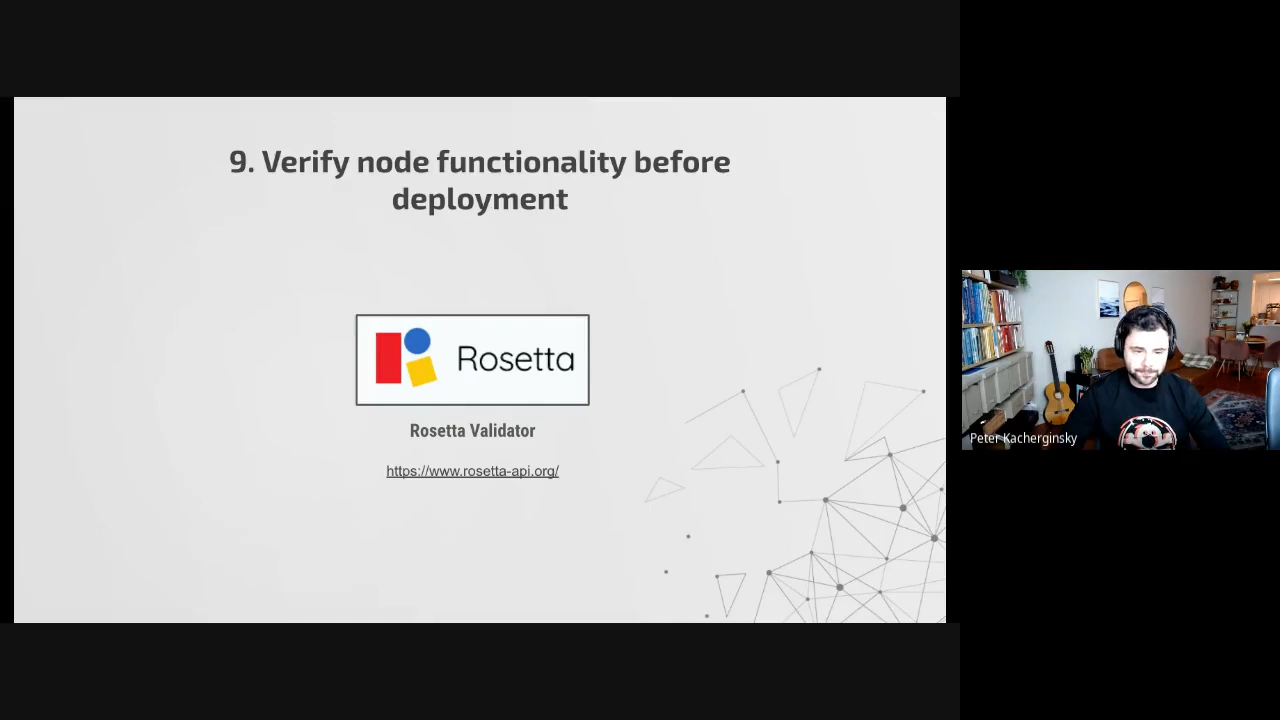 9. Verify node functionality before
deployment
Rosetta
Rosetta Validator
https://www.rosetta-api.org/
Peter Kacherginsky